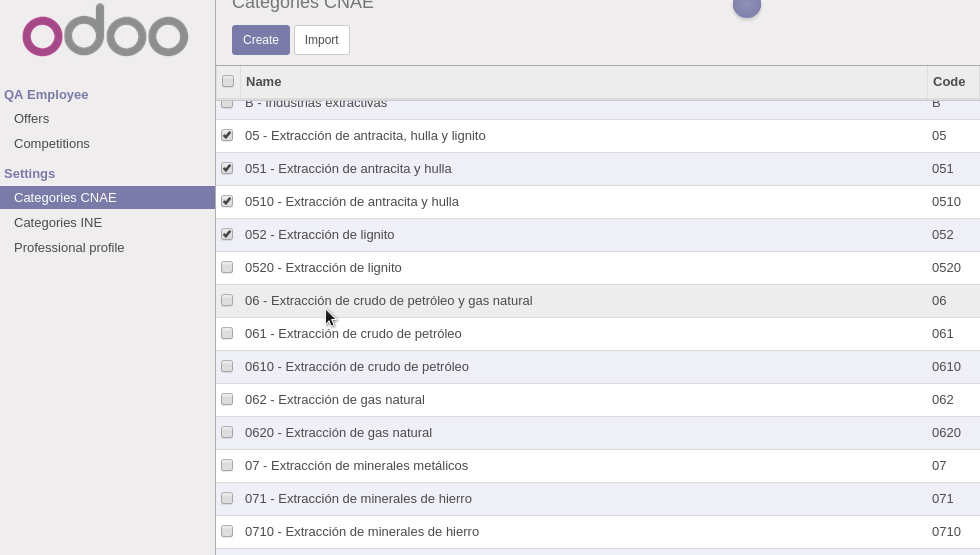 Categories CNAE
odoo
Create Import
Name Code
QA Employee
Offers
Competitions
Settings
Categories CNAE
Categories INE
Professional profile
B - Industrias extractivas B
05 - Extracción de antracita, hulla y lignito 05
051 - Extracción de antracita y hulla 051
0510 - Extracción de antracita y hulla 0510
052 - Extracción de lignito 052
0520 - Extracción de lignito 0520
06 - Extracción de crudo de petróleo y gas natural 06
061 - Extracción de crudo de petróleo 061
0610 - Extracción de crudo de petróleo 0610
062 - Extracción de gas natural 062
0620 - Extracción de gas natural 0620
07 - Extracción de minerales metálicos 07
071 - Extracción de minerales de hierro 071
0710 - Extracción de minerales de hierro 0710